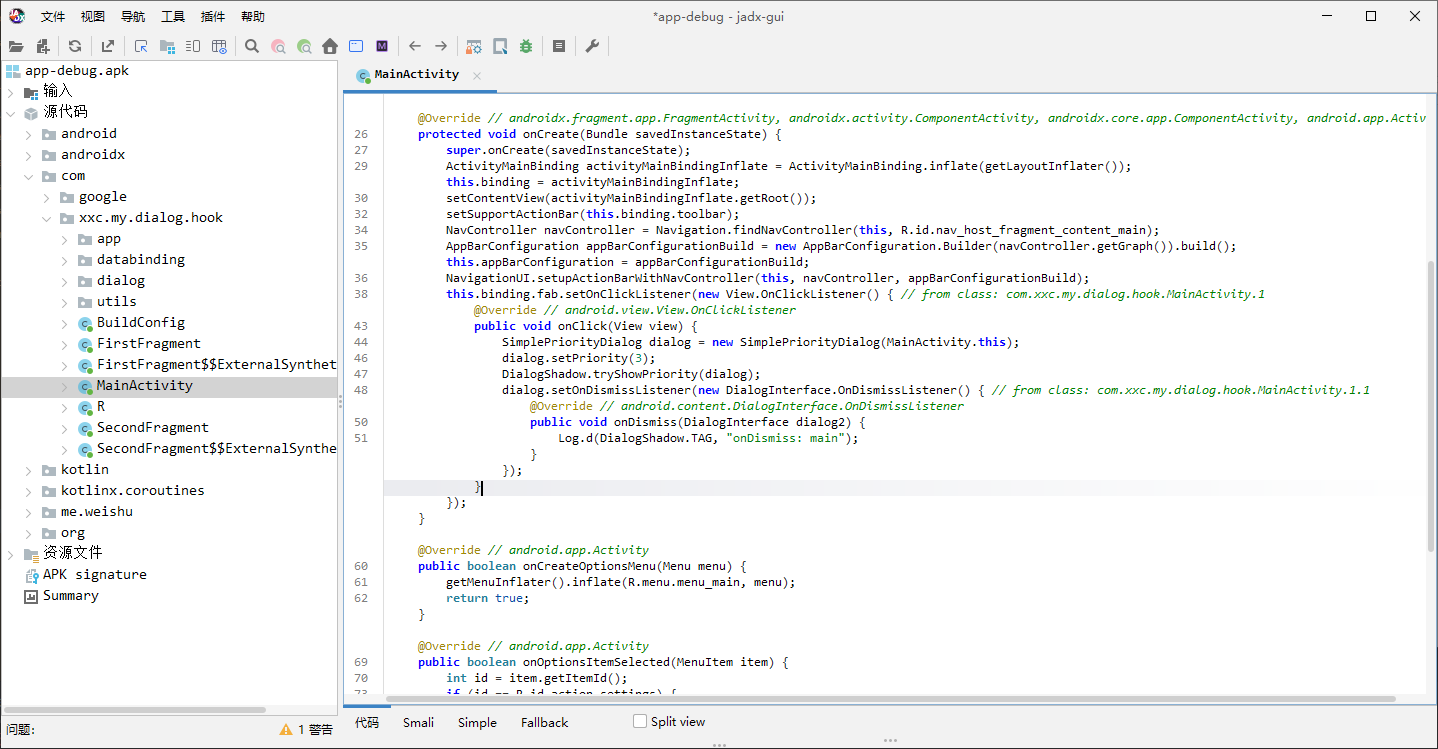 *app-debug - jadx-gui
文件 视图 导航 工具 插件 帮助
app-debug.apk
输入
源代码
android
androidx
com
google
xxc.my.dialog.hook
app
databinding
dialog
utils
BuildConfig
FirstFragment
FirstFragment$$ExternalSynthet
MainActivity
R
SecondFragment
SecondFragment$$ExternalSynthe
kotlin
kotlinx.coroutines
me.weishu
org
资源文件
APK signature
Summary
问题: 1 警告
MainActivity
@Override // androidx.fragment.app.FragmentActivity, androidx.activity.ComponentActivity, androidx.core.app.ComponentActivity, android.app.Activ
26 protected void onCreate(Bundle savedInstanceState) {
27 super.onCreate(savedInstanceState);
29 ActivityMainBinding activityMainBindingInflate = ActivityMainBinding.inflate(getLayoutInflater());
this.binding = activityMainBindingInflate;
30 setContentView(activityMainBindingInflate.getRoot());
32 setSupportActionBar(this.binding.toolbar);
34 NavController navController = Navigation.findNavController(this, R.id.nav_host_fragment_content_main);
35 AppBarConfiguration appBarConfigurationBuild = new AppBarConfiguration.Builder(navController.getGraph()).build();
this.appBarConfiguration = appBarConfigurationBuild;
36 NavigationUI.setupActionBarWithNavController(this, navController, appBarConfigurationBuild);
38 this.binding.fab.setOnClickListener(new View.OnClickListener() { // from class: com.xxc.my.dialog.hook.MainActivity.1
@Override // android.view.View.OnClickListener
43 public void onClick(View view) {
44 SimplePriorityDialog dialog = new SimplePriorityDialog(MainActivity.this);
46 dialog.setPriority(3);
47 DialogShadow.tryShowPriority(dialog);
48 dialog.setOnDismissListener(new DialogInterface.OnDismissListener() { // from class: com.xxc.my.dialog.hook.MainActivity.1.1
@Override // android.content.DialogInterface.OnDismissListener
50 public void onDismiss(DialogInterface dialog2) {
51 Log.d(DialogShadow.TAG, "onDismiss: main");
}
});
}
});
}
@Override // android.app.Activity
60 public boolean onCreateOptionsMenu(Menu menu) {
61 getMenuInflater().inflate(R.menu.menu_main, menu);
62 return true;
}
@Override // android.app.Activity
69 public boolean onOptionsItemSelected(MenuItem item) {
70 int id = item.getItemId();
73 if (id == R.id.action_settings) {
代码 Smali Simple Fallback Split view